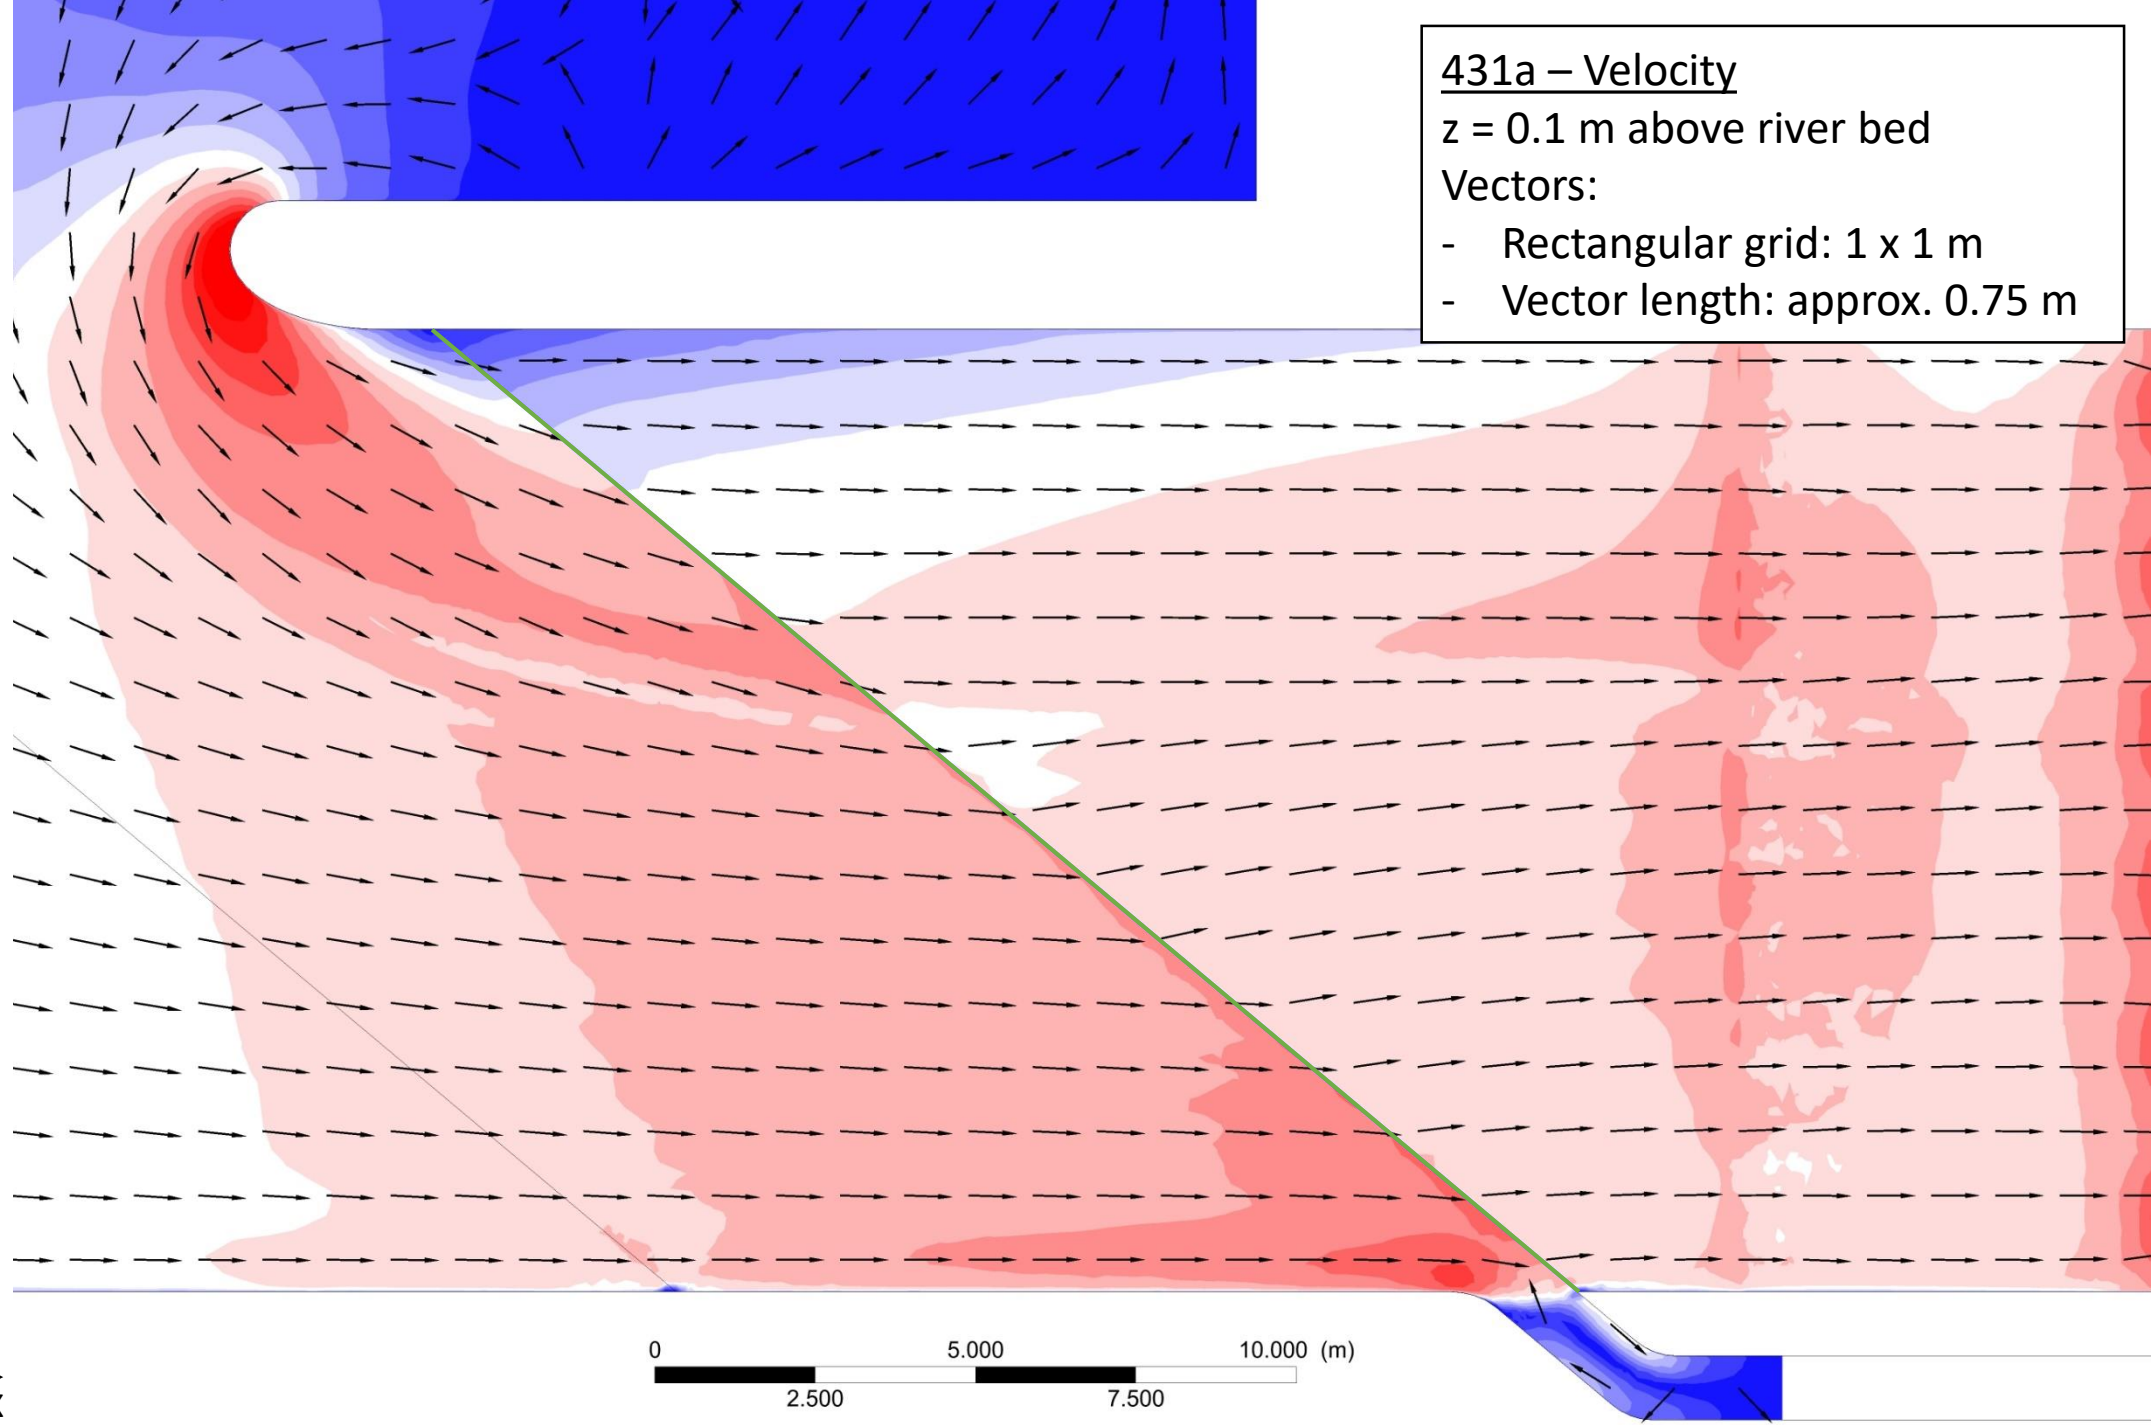 431a – Velocity
z = 0.1 m above river bed
Vectors:
- Rectangular grid: 1 x 1 m
- Vector length: approx. 0.75 m
0 5.000 10.000 (m)
2.500 7.500